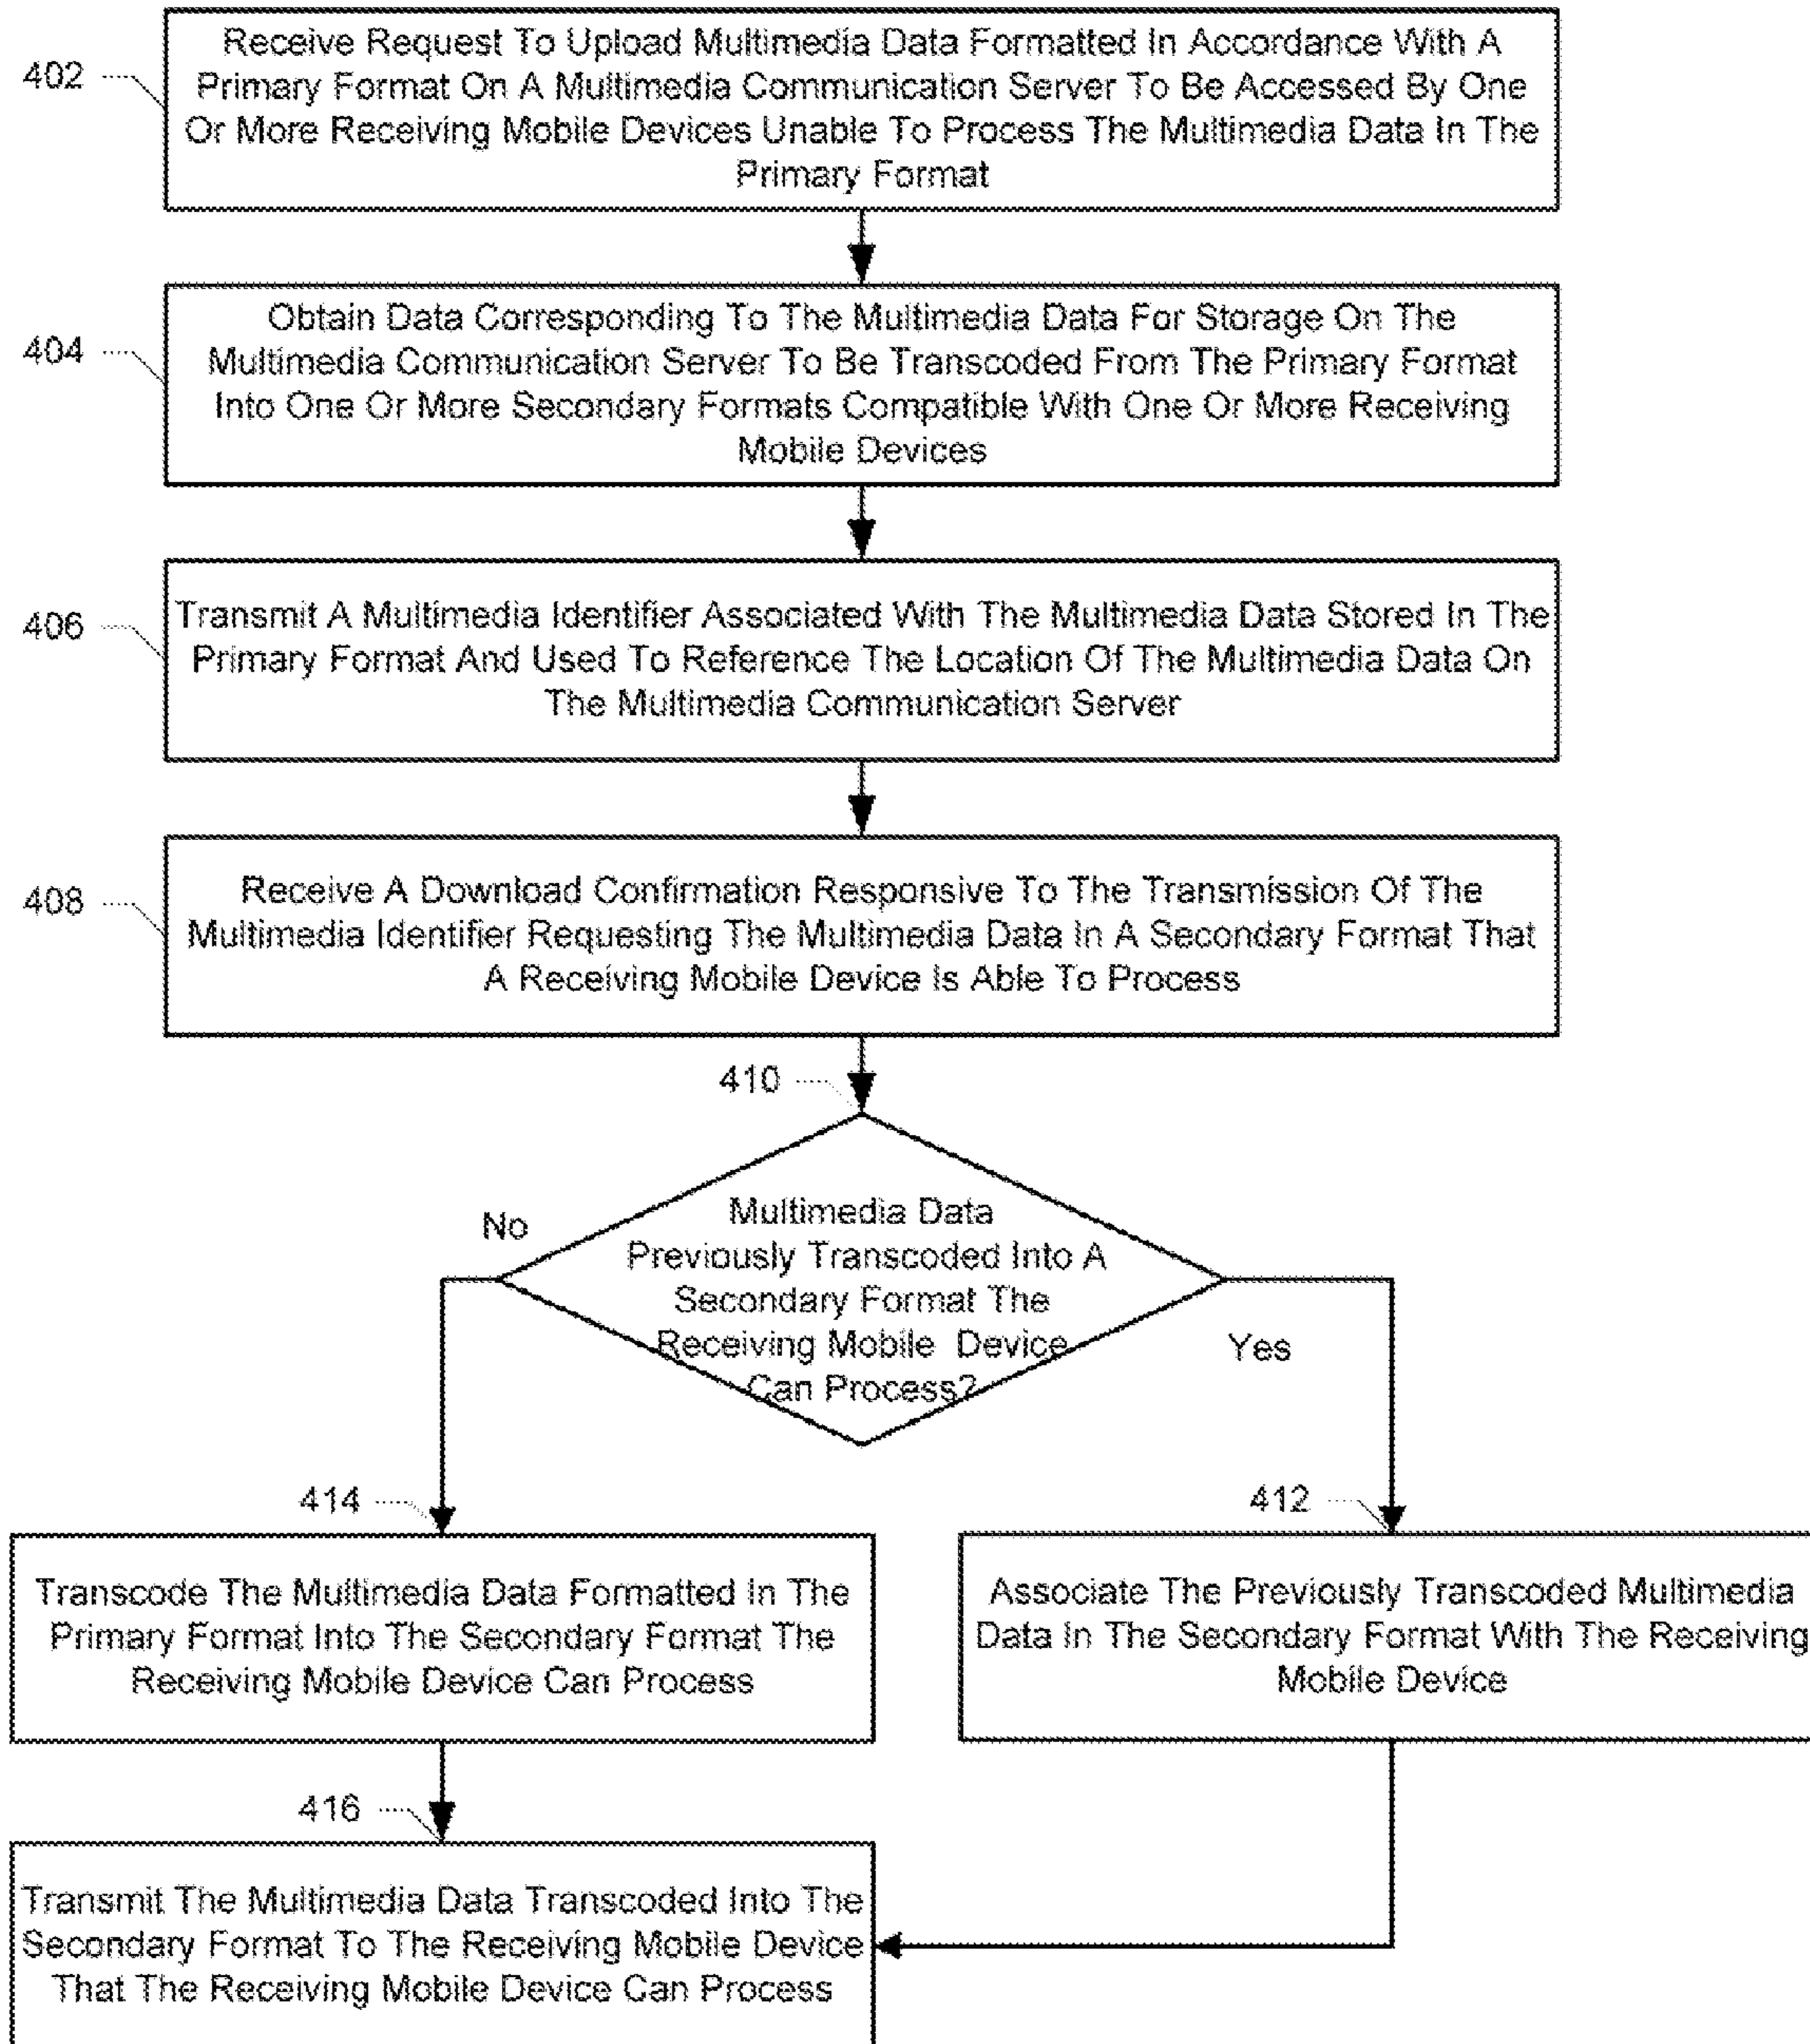 402
Receive Request To Upload Multimedia Data Formatted In Accordance With A
Primary Format On A Multimedia Communication Server To Be Accessed By One
Or More Receiving Mobile Devices Unable To Process The Multimedia Data In The
Primary Format
404
Obtain Data Corresponding To The Multimedia Data For Storage On The
Multimedia Communication Server To Be Transcoded From The Primary Format
Into One Or More Secondary Formats Compatible With One Or More Receiving
Mobile Devices
406
Transmit A Multimedia Identifier Associated With The Multimedia Data Stored In The
Primary Format And Used To Reference The Location Of The Multimedia Data On
The Multimedia Communication Server
408
Receive A Download Confirmation Responsive To The Transmission Of The
Multimedia Identifier Requesting The Multimedia Data In A Secondary Format That
A Receiving Mobile Device Is Able To Process
410
Multimedia Data
Previously Transcoded Into A
Secondary Format The
Receiving Mobile Device
Can Process?
No
Yes
414
Transcode The Multimedia Data Formatted In The
Primary Format Into The Secondary Format The
Receiving Mobile Device Can Process
412
Associate The Previously Transcoded Multimedia
Data In The Secondary Format With The Receiving
Mobile Device
416
Transmit The Multimedia Data Transcoded Into The
Secondary Format To The Receiving Mobile Device
That The Receiving Mobile Device Can Process